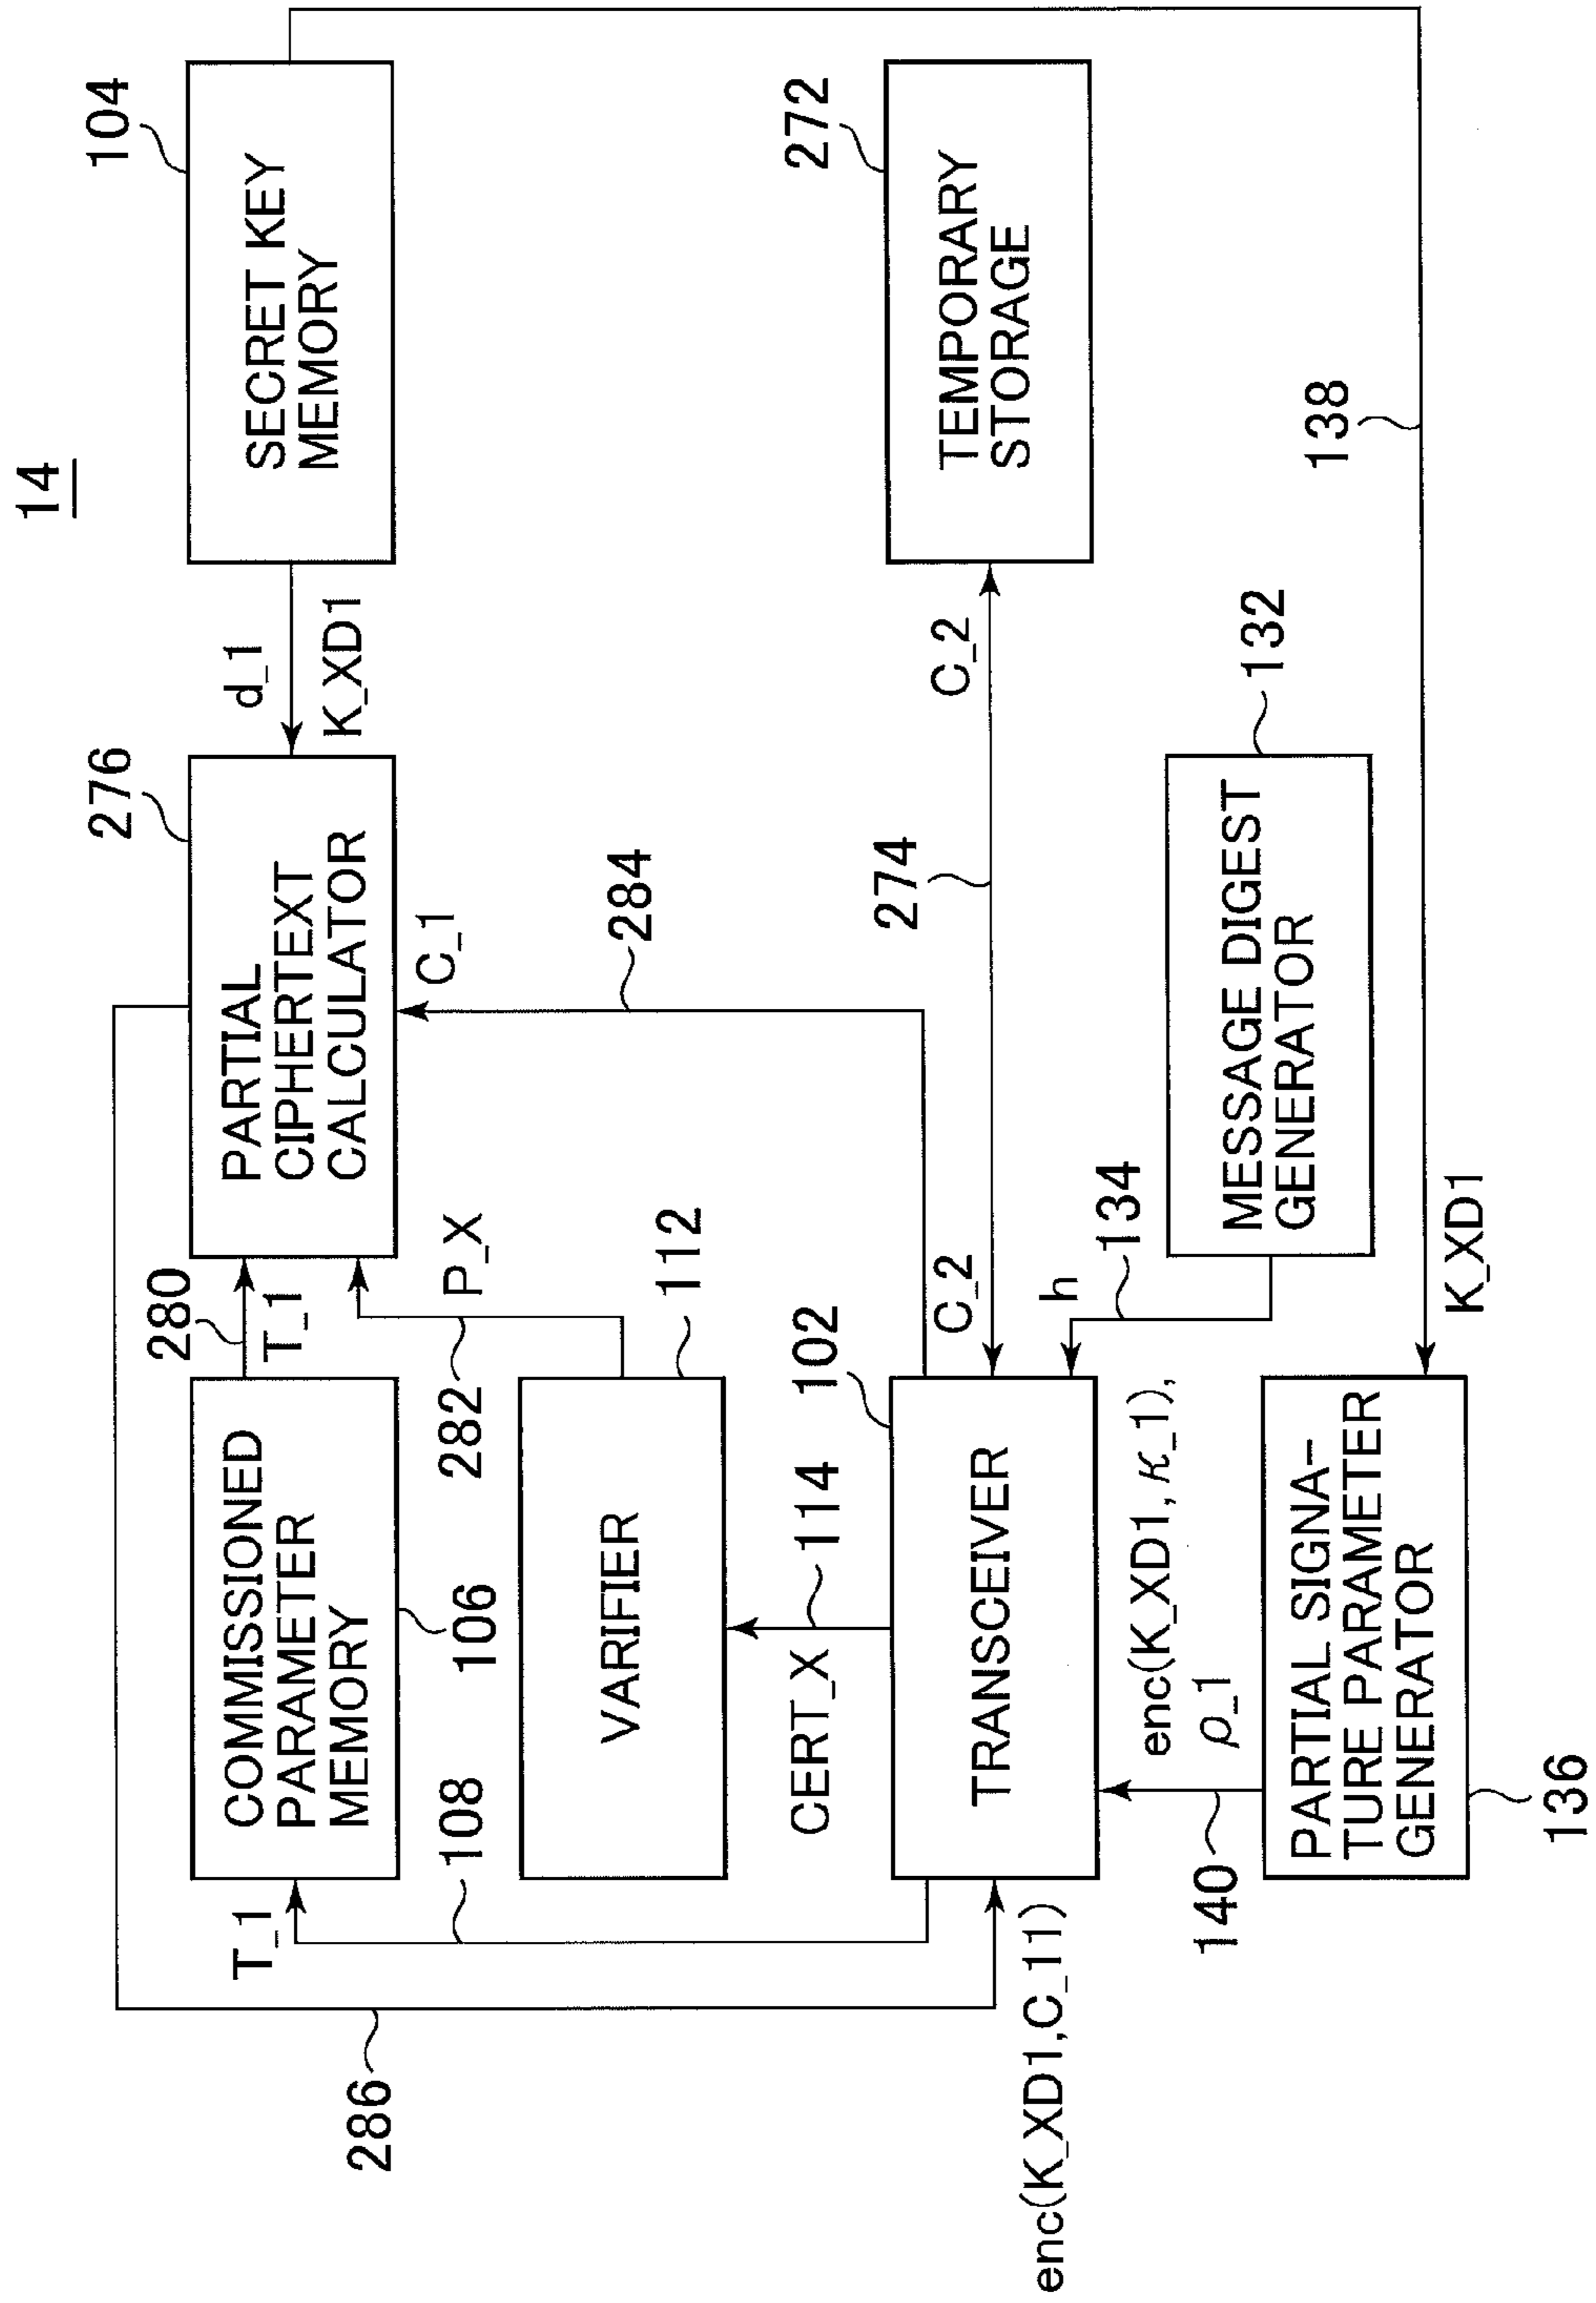 14
286
T_1
108
COMMISSIONED
PARAMETER
MEMORY
106
280
T_1
282
P_X
276
PARTIAL
CIPHERTEXT
CALCULATOR
C_1
284
d_1
K_XD1
104
SECRET KEY
MEMORY
VARIFIER
112
CERT_X
114
enc(K_XD1,C_11)
TRANSCEIVER
102
C_2
274
C_2
272
TEMPORARY
STORAGE
h
134
MESSAGE DIGEST
GENERATOR
132
138
140
enc(K_XD1,κ_1),
ρ_1
PARTIAL SIGNA-
TURE PARAMETER
GENERATOR
136
K_XD1